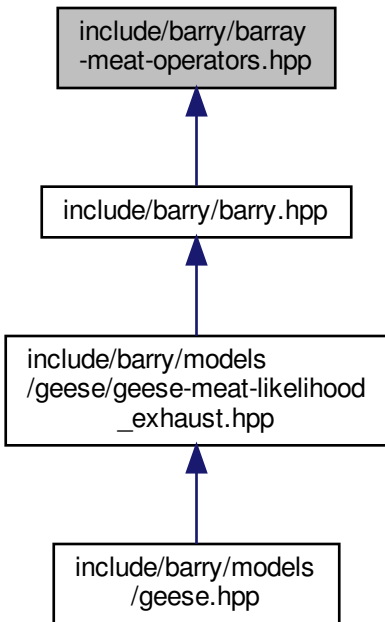 include/barry/barray
-meat-operators.hpp
include/barry/barry.hpp
include/barry/models
/geese/geese-meat-likelihood
_exhaust.hpp
include/barry/models
/geese.hpp